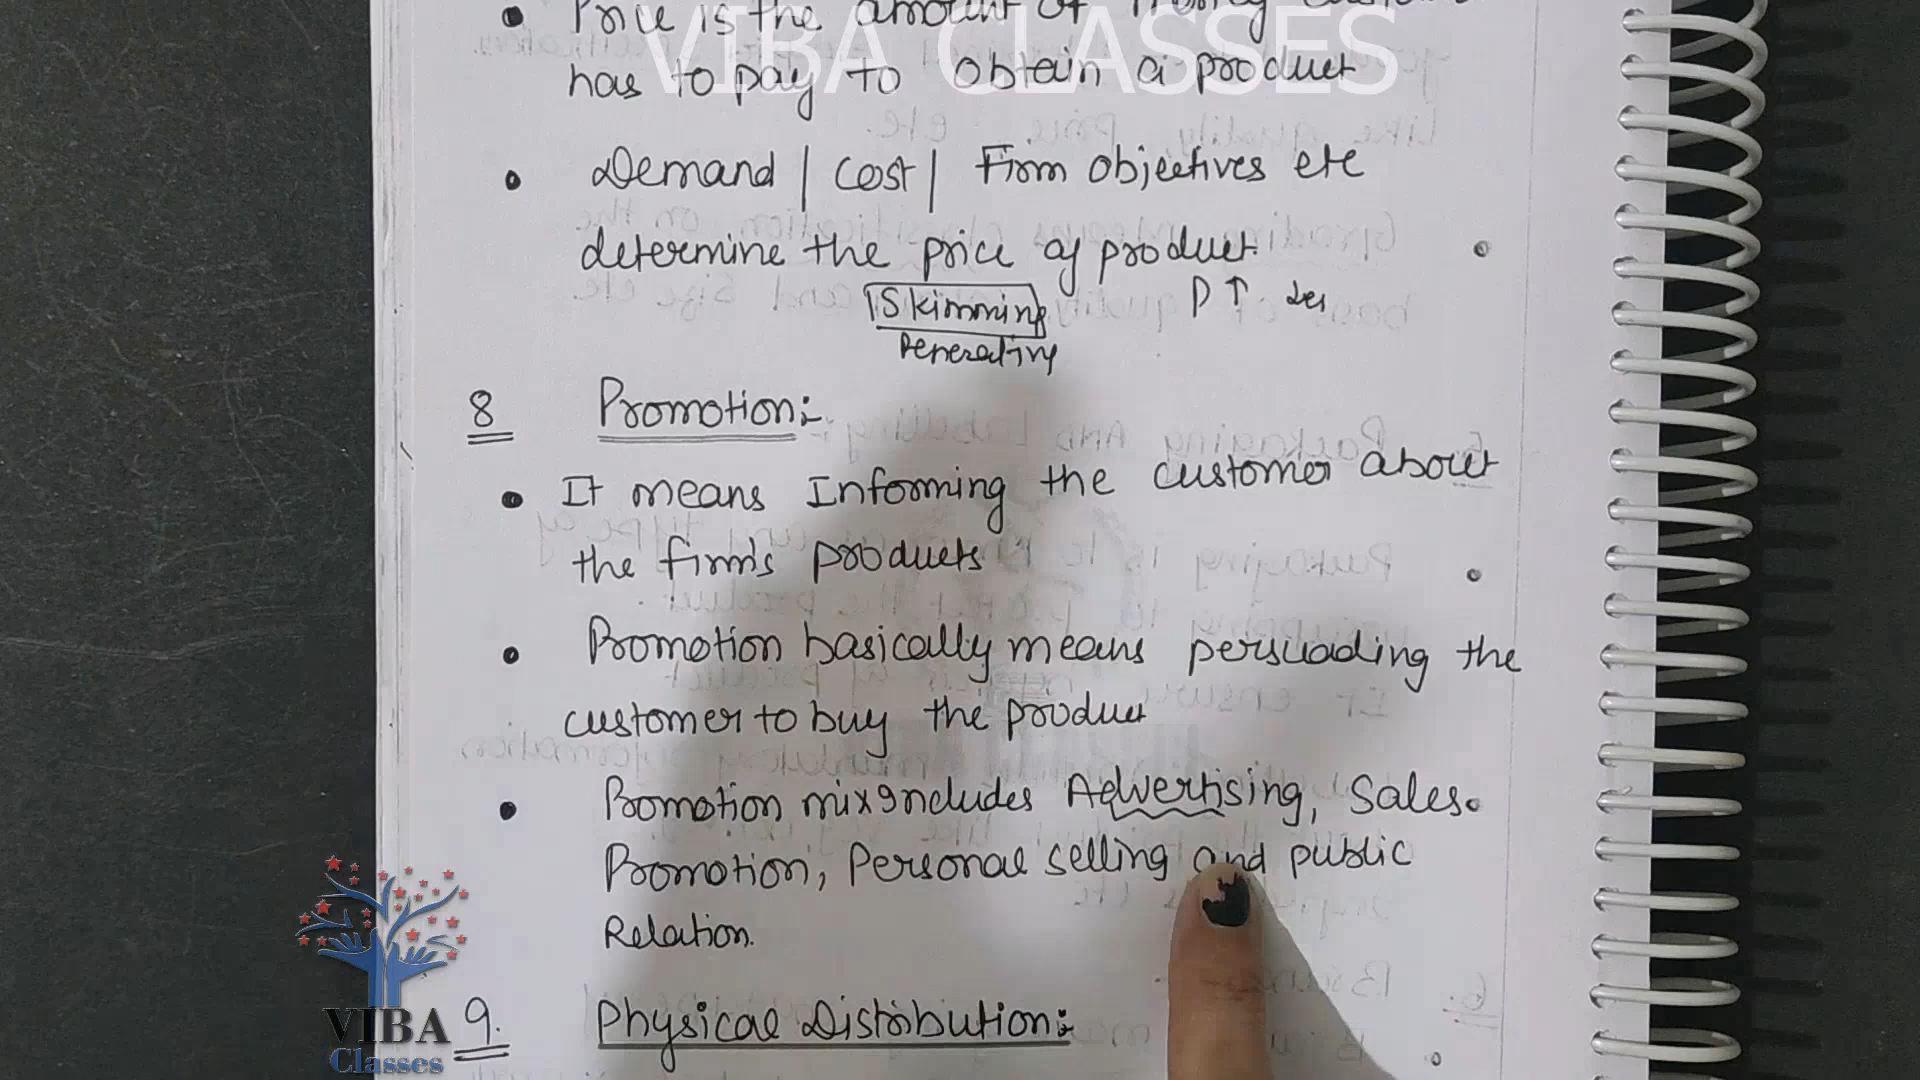 • Price is the amount of money
VIBA CLASSES
has to pay to obtain a product
• Demand | Cost | Firm objectives etc
determine the price of product.
Skimming P↑
8 Promotion:-
• It means Informing the customer about
the firm's products
• Promotion basically means persuading the
customer to buy the product
• Promotion mix Includes Advertising, Sales
Promotion, Personal selling and public
Relation.
9. Physical Distribution:-
VIBA
Classes